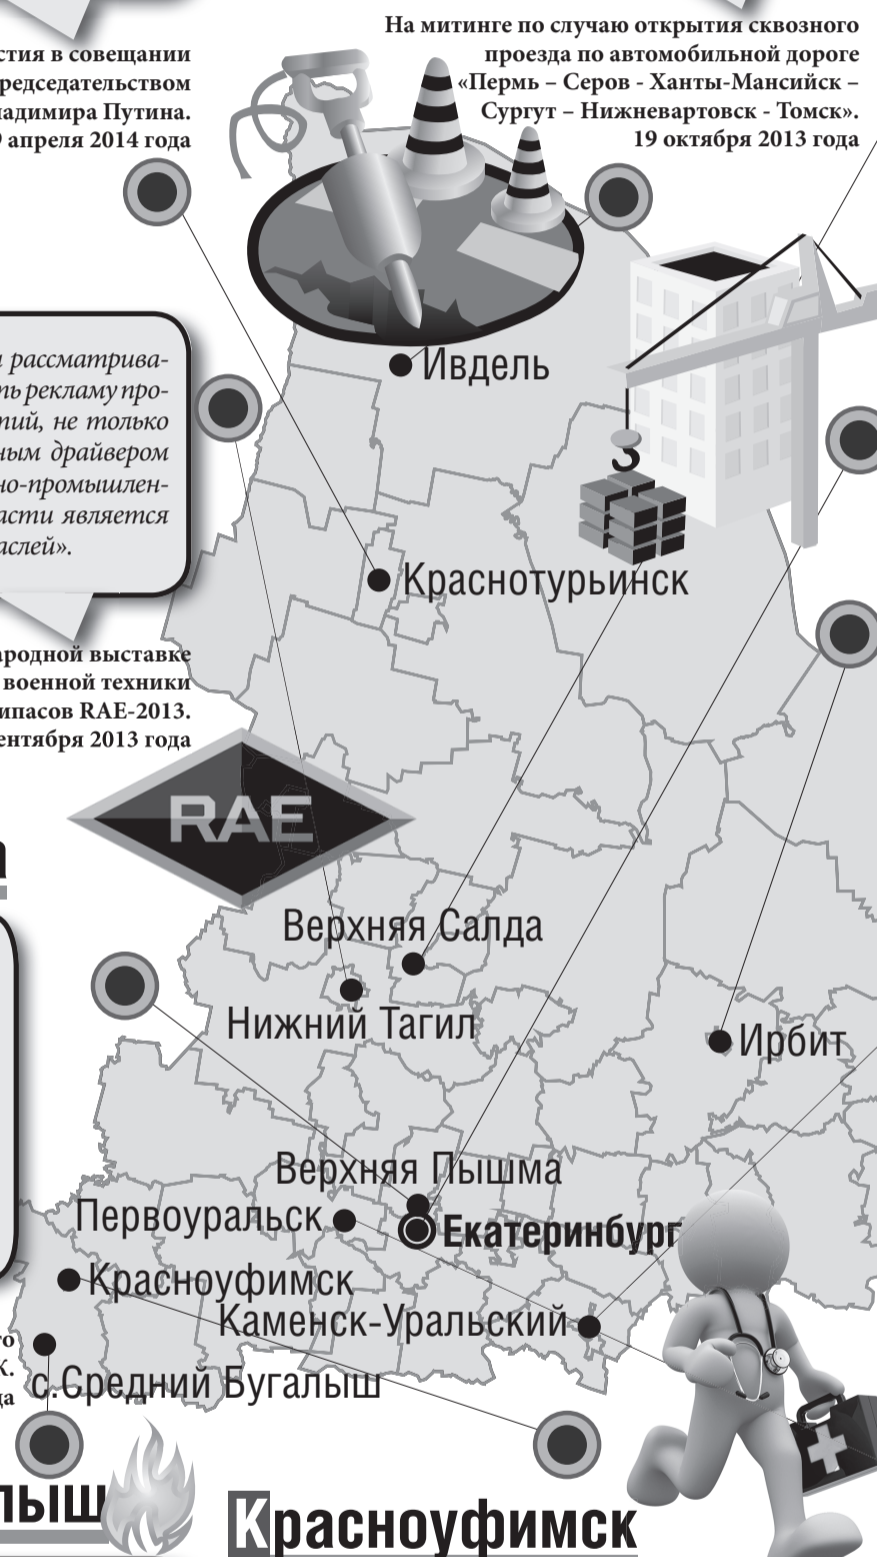 На митинге по случаю открытия сквозного
проезда по автомобильной дороге
«Пермь – Серов - Ханты-Мансийск –
Сургут – Нижневартовск - Томск».
19 октября 2013 года
стия в совещании
редседательством
ладимира Путина.
апреля 2014 года
Ивдель
рассматрива-
ть рекламу про-
тий, не только
ным драйвером
но-промышлен-
асти является
аслей».
Краснотурьинск
ародной выставке
военной техники
ипасов RAE-2013.
ентября 2013 года
RAE
а
Верхняя Салда
Нижний Тагил
Ирбит
Верхняя Пышма
Первоуральск
Екатеринбург
Красноуфимск
Каменск-Уральский
го
К.
да
с.Средний Бугалыш
лыш
Красноуфимск